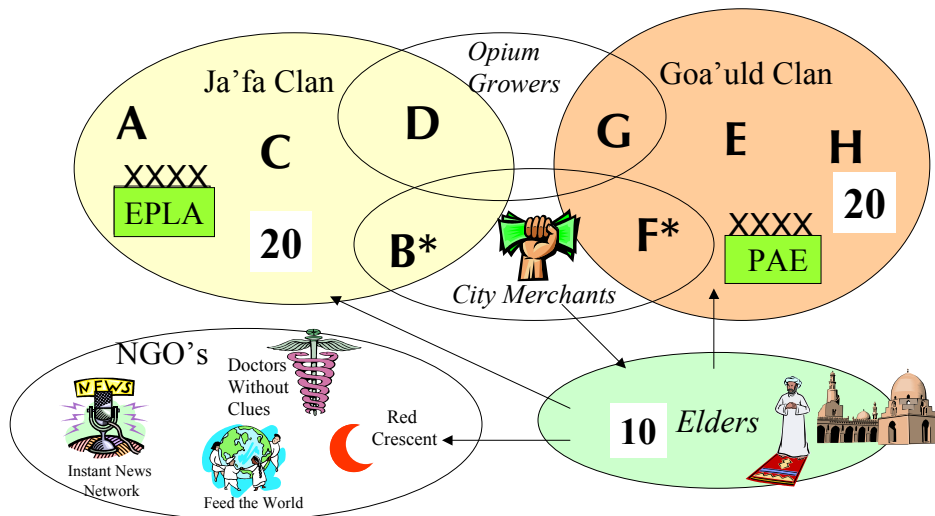 Opium
Growers
Ja’fa Clan
Goa’uld Clan
A
C
D
G
E
H
XXXX
EPLA
20
20
XXXX
PAE
B*
F*
City Merchants
NGO’s
NEWS
Doctors
Without
Clues
Red
Crescent
Instant News
Network
Feed the World
10 Elders